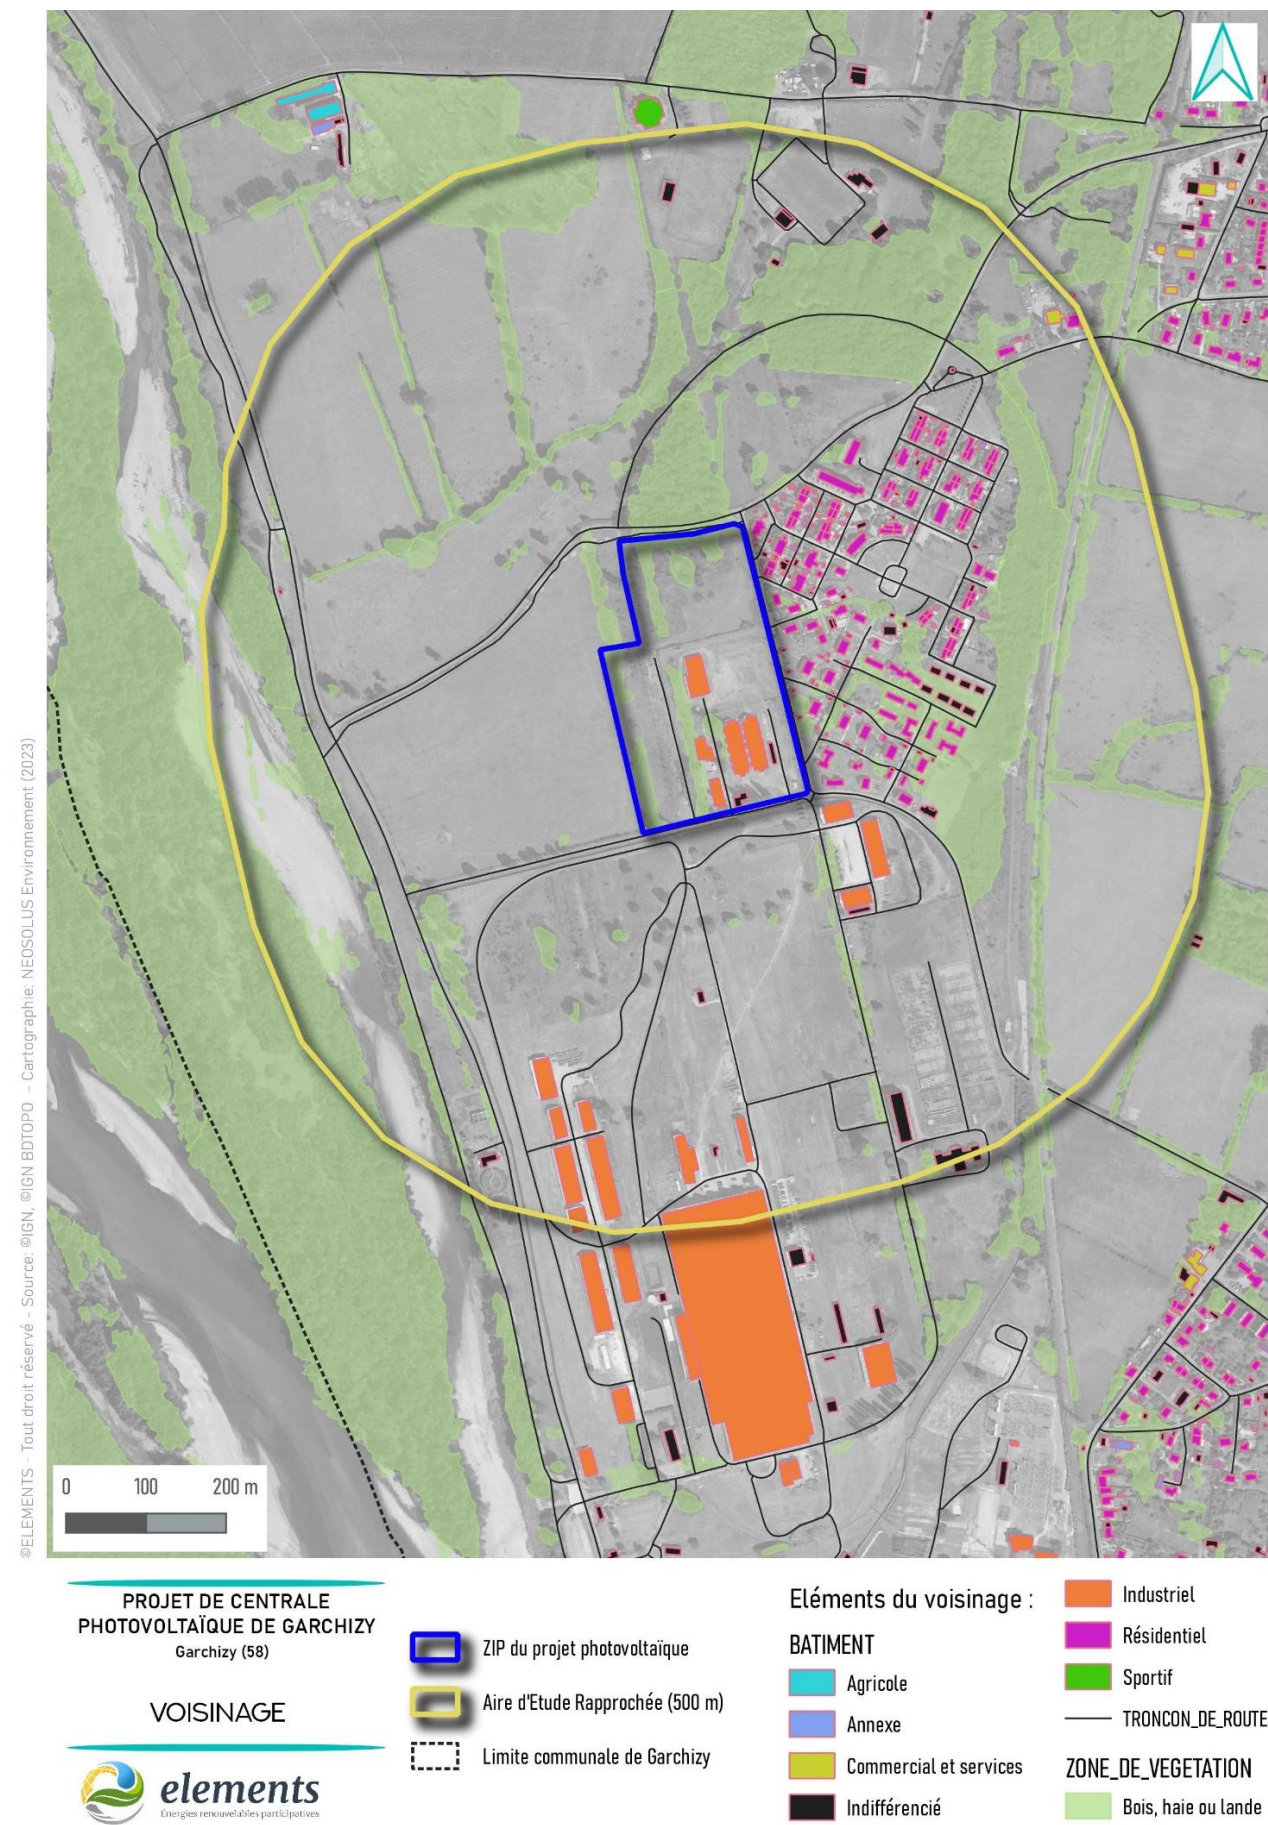 ©ELEMENTS - Tout droit réservé - Source: ©IGN, ©IGN BDTOPO - Cartographie: NEOSOLUS Environnement (2023)
0 100 200 m
PROJET DE CENTRALE
PHOTOVOLTAÏQUE DE GARCHIZY
Garchizy (58)
VOISINAGE
elements
Énergies renouvelables participatives
ZIP du projet photovoltaïque
Aire d'Etude Rapprochée (500 m)
Limite communale de Garchizy
Eléments du voisinage :
BATIMENT
Agricole
Annexe
Commercial et services
Indifférencié
Industriel
Résidentiel
Sportif
TRONCON_DE_ROUTE
ZONE_DE_VEGETATION
Bois, haie ou lande